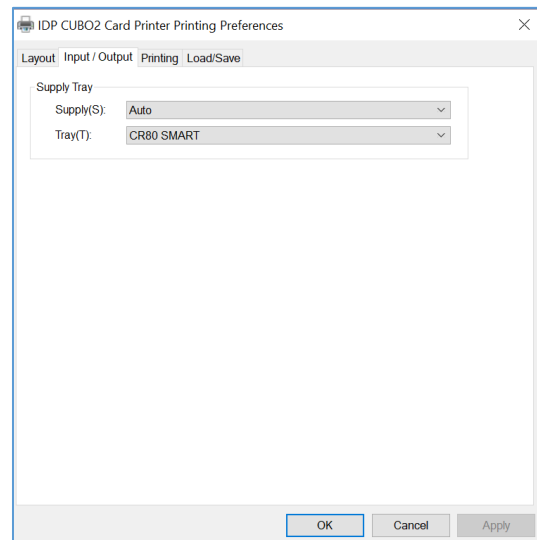 IDP CUBO2 Card Printer Printing Preferences
Layout Input / Output Printing Load/Save
Supply Tray
Supply(S): Auto
Tray(T): CR80 SMART
OK Cancel Apply